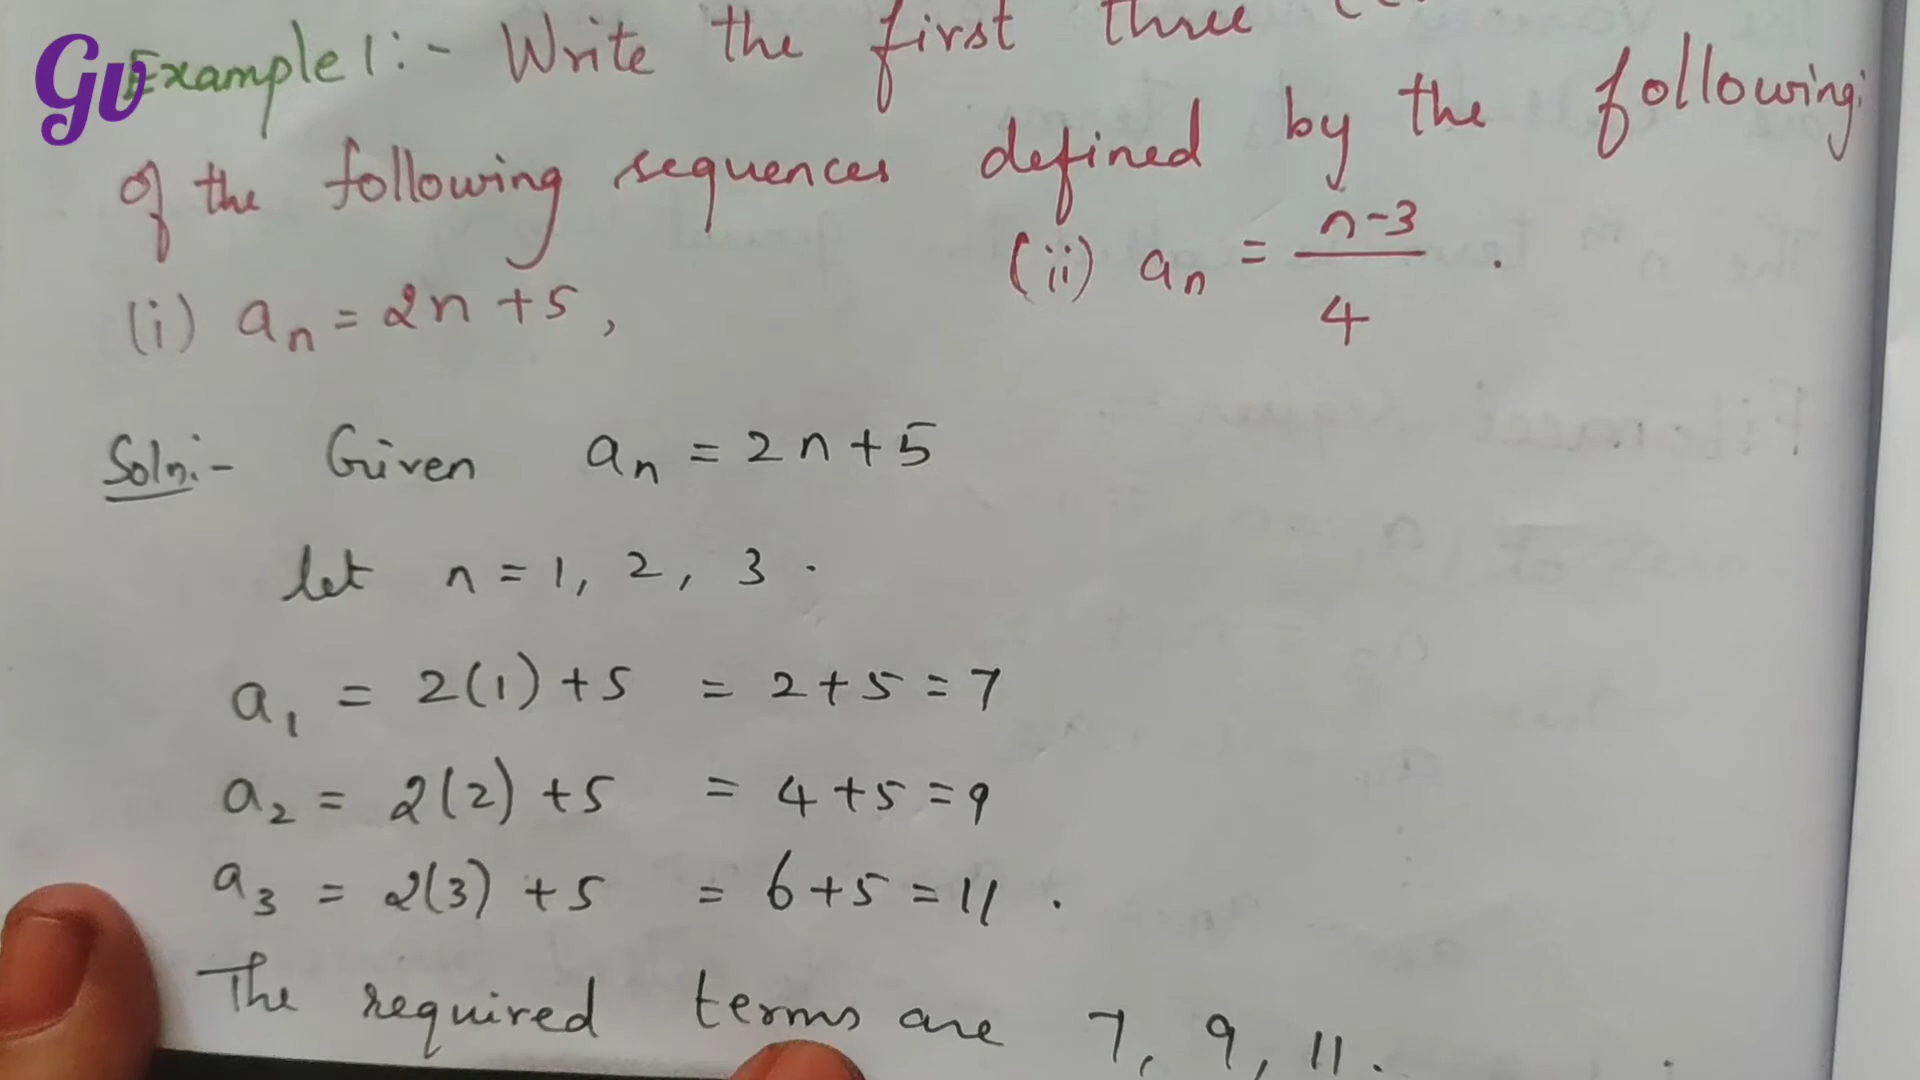 GV
Example 1:- Write the first three
of the following sequences defined by the following:
(i) aₙ = 2n + 5, (ii) aₙ = (n-3)/4 .
Soln:- Given aₙ = 2n + 5
let n = 1, 2, 3 .
a₁ = 2(1) + 5 = 2 + 5 = 7
a₂ = 2(2) + 5 = 4 + 5 = 9
a₃ = 2(3) + 5 = 6 + 5 = 11 .
The required terms are 7, 9, 11.